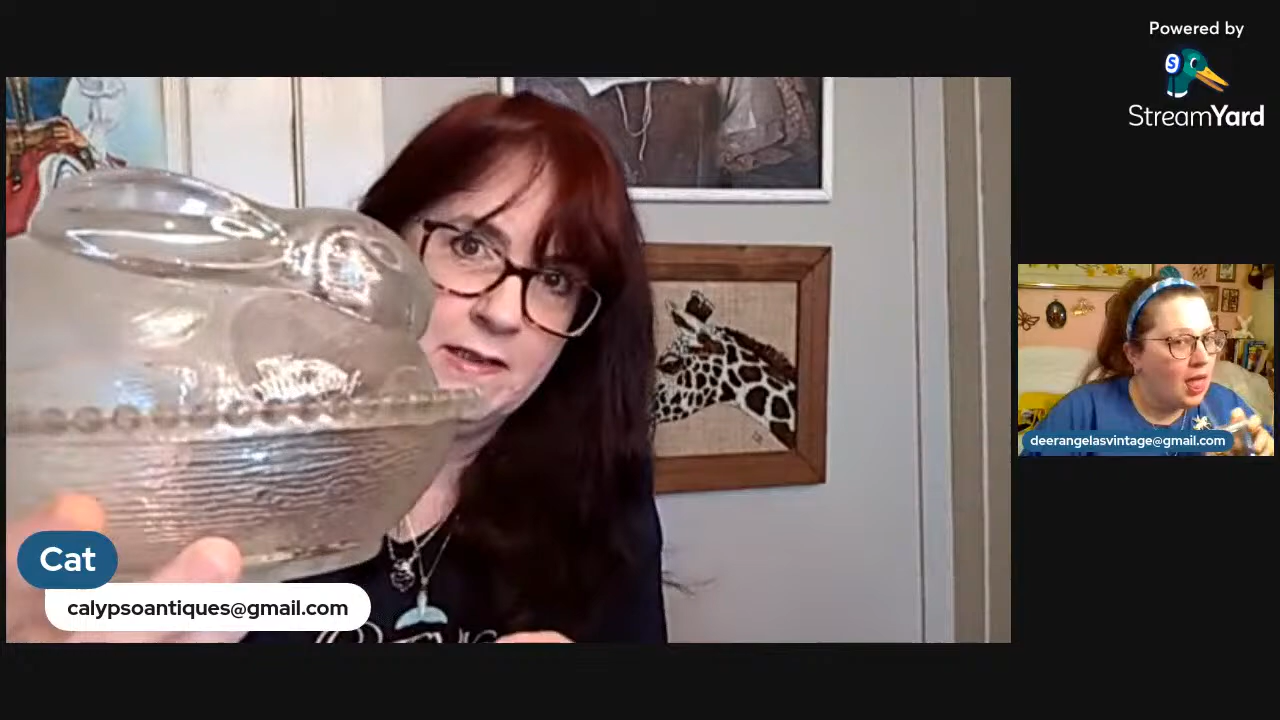 Powered by
StreamYard
deerangelasvintage@gmail.com
Cat
calypsoantiques@gmail.com